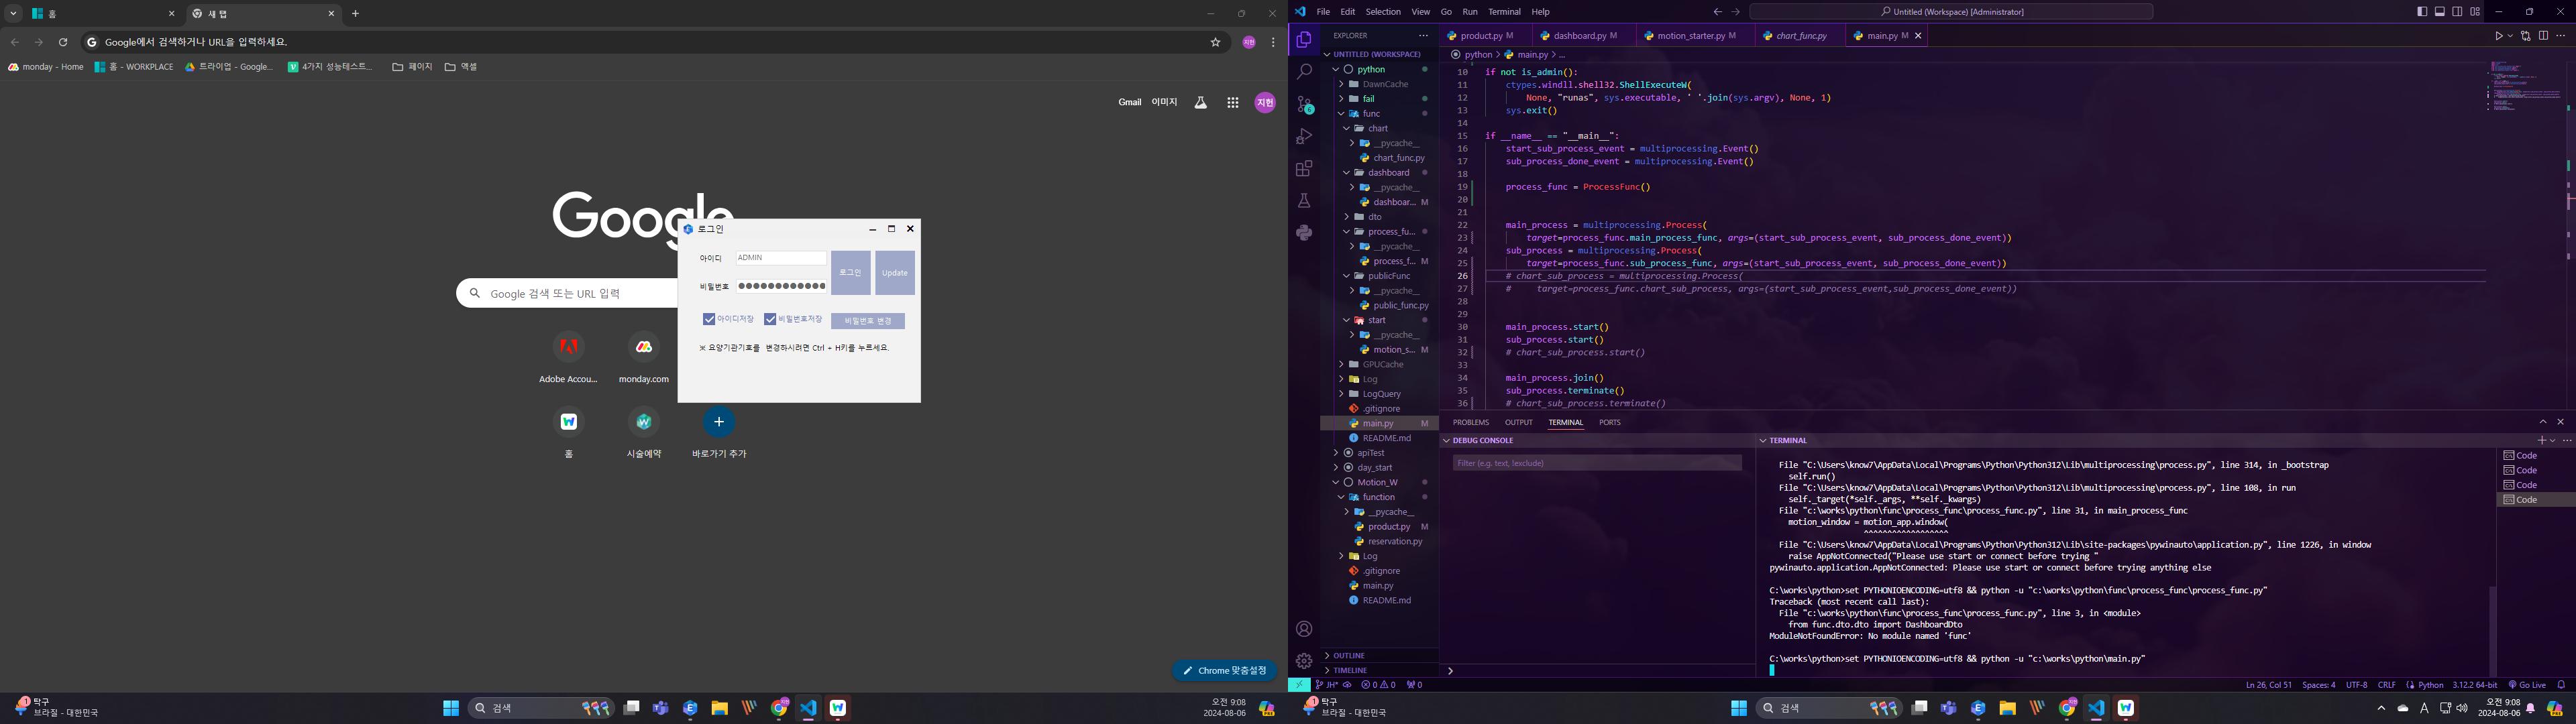 홈
새 탭
Google에서 검색하거나 URL을 입력하세요.
지헌
monday - Home
홈 - WORKPLACE
트라이업 - Google...
4가지 성능테스트...
페이지
엑셀
Gmail
이미지
지헌
Google
Google 검색 또는 URL 입력
Adobe Accou...
monday.com
홈
시술예약
바로가기 추가
Chrome 맞춤설정
로그인
아이디
ADMIN
로그인
Update
비밀번호
아이디저장
비밀번호저장
비밀번호 변경
※ 요양기관기호를 변경하시려면 Ctrl + H키를 누르세요.
1
탁구
브라질 - 대한민국
검색
오전 9:08
2024-08-06
File Edit Selection View Go Run Terminal Help
Untitled (Workspace) [Administrator]
EXPLORER
UNTITLED (WORKSPACE)
python
DawnCache
fail
func
chart
__pycache__
chart_func.py
dashboard
__pycache__
dashboar... M
dto
process_fu...
__pycache__
process_f... M
publicFunc
__pycache__
public_func.py
start
__pycache__
motion_s... M
GPUCache
Log
LogQuery
.gitignore
main.py M
README.md
apiTest
day_start
Motion_W
function
__pycache__
product.py M
reservation.py
Log
.gitignore
main.py
README.md
OUTLINE
TIMELINE
product.py M
dashboard.py M
motion_starter.py M
chart_func.py
main.py M
python > main.py > ...
10 if not is_admin():
11 ctypes.windll.shell32.ShellExecuteW(
12 None, "runas", sys.executable, ' '.join(sys.argv), None, 1)
13 sys.exit()
14
15 if __name__ == "__main__":
16 start_sub_process_event = multiprocessing.Event()
17 sub_process_done_event = multiprocessing.Event()
18
19 process_func = ProcessFunc()
20
21
22 main_process = multiprocessing.Process(
23 target=process_func.main_process_func, args=(start_sub_process_event, sub_process_done_event))
24 sub_process = multiprocessing.Process(
25 target=process_func.sub_process_func, args=(start_sub_process_event, sub_process_done_event))
26 # chart_sub_process = multiprocessing.Process(
27 # target=process_func.chart_sub_process, args=(start_sub_process_event,sub_process_done_event))
28
29
30 main_process.start()
31 sub_process.start()
32 # chart_sub_process.start()
33
34 main_process.join()
35 sub_process.terminate()
36 # chart_sub_process.terminate()
PROBLEMS OUTPUT TERMINAL PORTS
DEBUG CONSOLE
Filter (e.g. text, !exclude)
TERMINAL
File "C:\Users\know7\AppData\Local\Programs\Python\Python312\Lib\multiprocessing\process.py", line 314, in _bootstrap
self.run()
File "C:\Users\know7\AppData\Local\Programs\Python\Python312\Lib\multiprocessing\process.py", line 108, in run
self._target(*self._args, **self._kwargs)
File "c:\works\python\func\process_func\process_func.py", line 31, in main_process_func
motion_window = motion_app.window(
^^^^^^^^^^^^^^^^^^
File "C:\Users\know7\AppData\Local\Programs\Python\Python312\Lib\site-packages\pywinauto\application.py", line 1226, in window
raise AppNotConnected("Please use start or connect before trying "
pywinauto.application.AppNotConnected: Please use start or connect before trying anything else
C:\works\python>set PYTHONIOENCODING=utf8 && python -u "c:\works\python\func\process_func\process_func.py"
Traceback (most recent call last):
File "c:\works\python\func\process_func\process_func.py", line 3, in <module>
from func.dto.dto import DashboardDto
ModuleNotFoundError: No module named 'func'
C:\works\python>set PYTHONIOENCODING=utf8 && python -u "c:\works\python\main.py"
Code
Code
Code
Code
JH* 0 0 0
Ln 26, Col 51 Spaces: 4 UTF-8 CRLF Python 3.12.2 64-bit Go Live
1
탁구
브라질 - 대한민국
검색
A
오전 9:08
2024-08-06